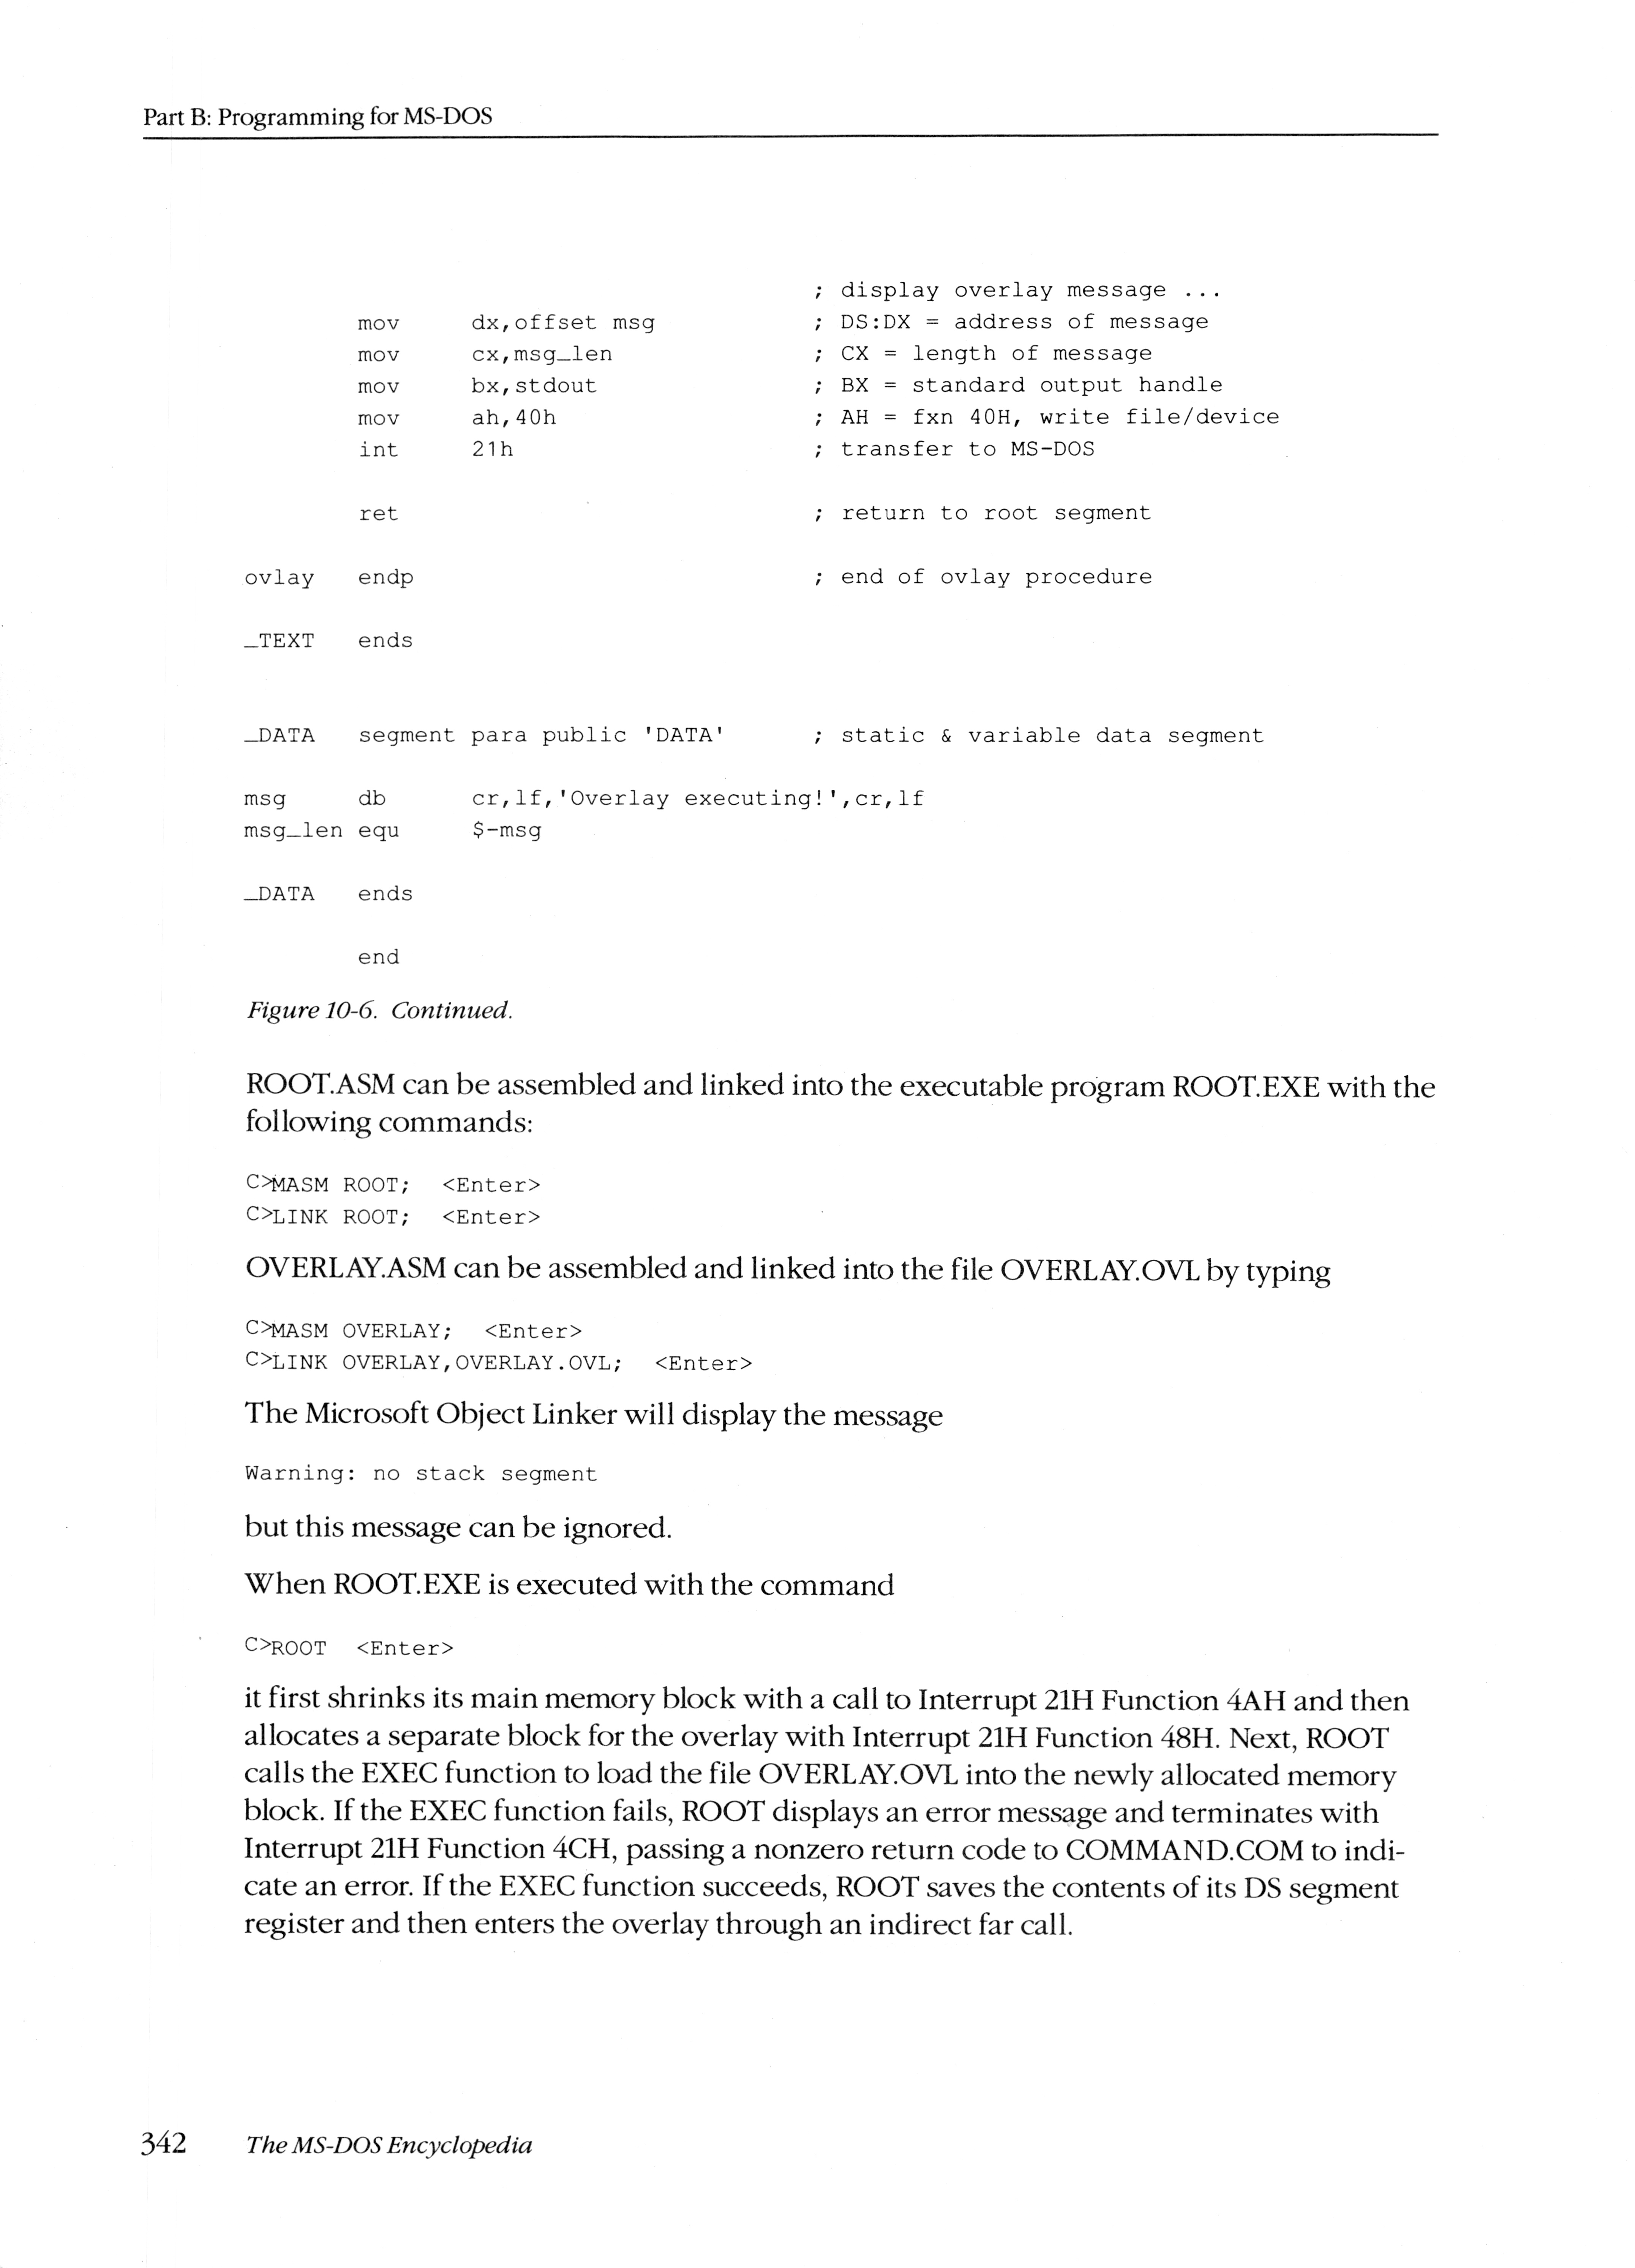 Part B: Programming for MS-DOS
; display overlay message ...
mov dx,offset msg ; DS:DX = address of message
mov cx,msg_len ; CX = length of message
mov bx,stdout ; BX = standard output handle
mov ah,40h ; AH = fxn 40H, write file/device
int 21h ; transfer to MS-DOS
ret ; return to root segment
ovlay endp ; end of ovlay procedure
_TEXT ends
_DATA segment para public 'DATA' ; static & variable data segment
msg db cr,lf,'Overlay executing!',cr,lf
msg_len equ $-msg
_DATA ends
end
Figure 10-6. Continued.
ROOT.ASM can be assembled and linked into the executable program ROOT.EXE with the
following commands:
C>MASM ROOT; <Enter>
C>LINK ROOT; <Enter>
OVERLAY.ASM can be assembled and linked into the file OVERLAY.OVL by typing
C>MASM OVERLAY; <Enter>
C>LINK OVERLAY,OVERLAY.OVL; <Enter>
The Microsoft Object Linker will display the message
Warning: no stack segment
but this message can be ignored.
When ROOT.EXE is executed with the command
C>ROOT <Enter>
it first shrinks its main memory block with a call to Interrupt 21H Function 4AH and then
allocates a separate block for the overlay with Interrupt 21H Function 48H. Next, ROOT
calls the EXEC function to load the file OVERLAY.OVL into the newly allocated memory
block. If the EXEC function fails, ROOT displays an error message and terminates with
Interrupt 21H Function 4CH, passing a nonzero return code to COMMAND.COM to indi-
cate an error. If the EXEC function succeeds, ROOT saves the contents of its DS segment
register and then enters the overlay through an indirect far call.
342 The MS-DOS Encyclopedia